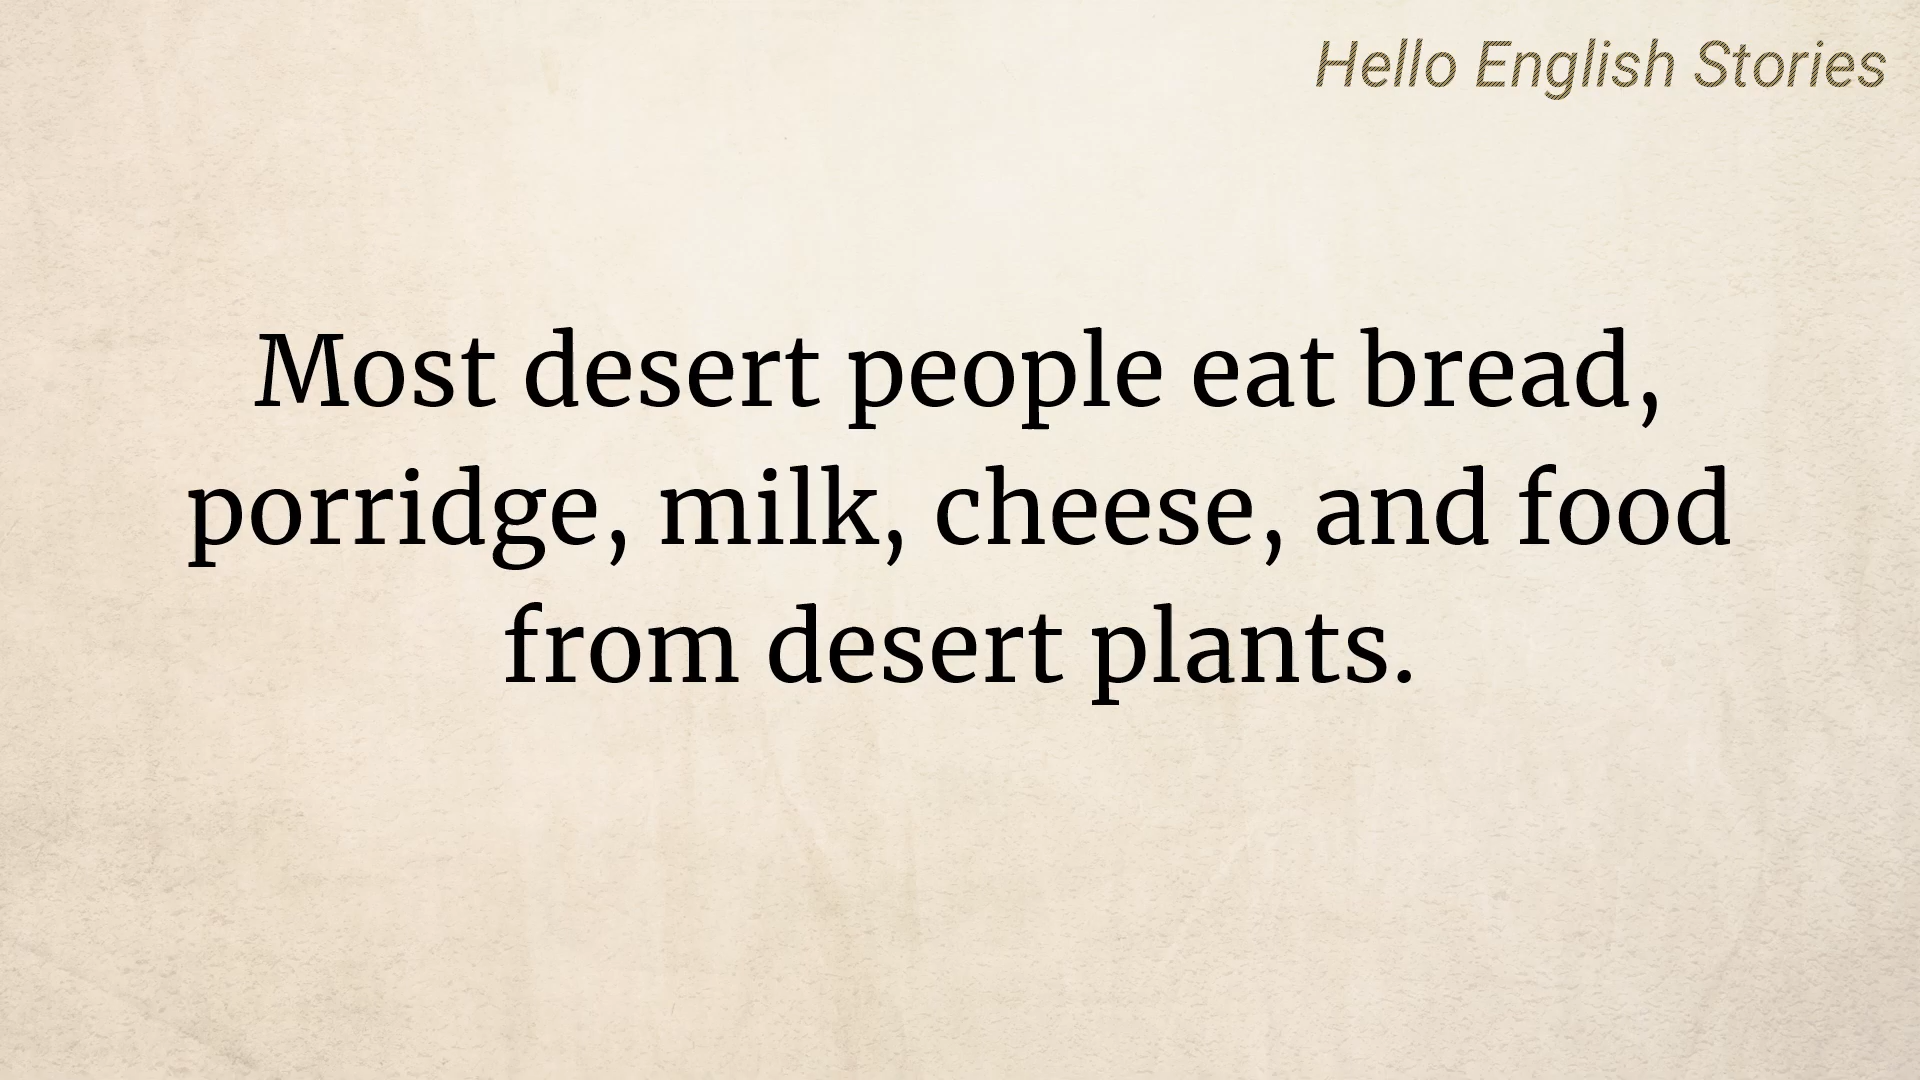 Hello English Stories
Most desert people eat bread,
porridge, milk, cheese, and food
from desert plants.